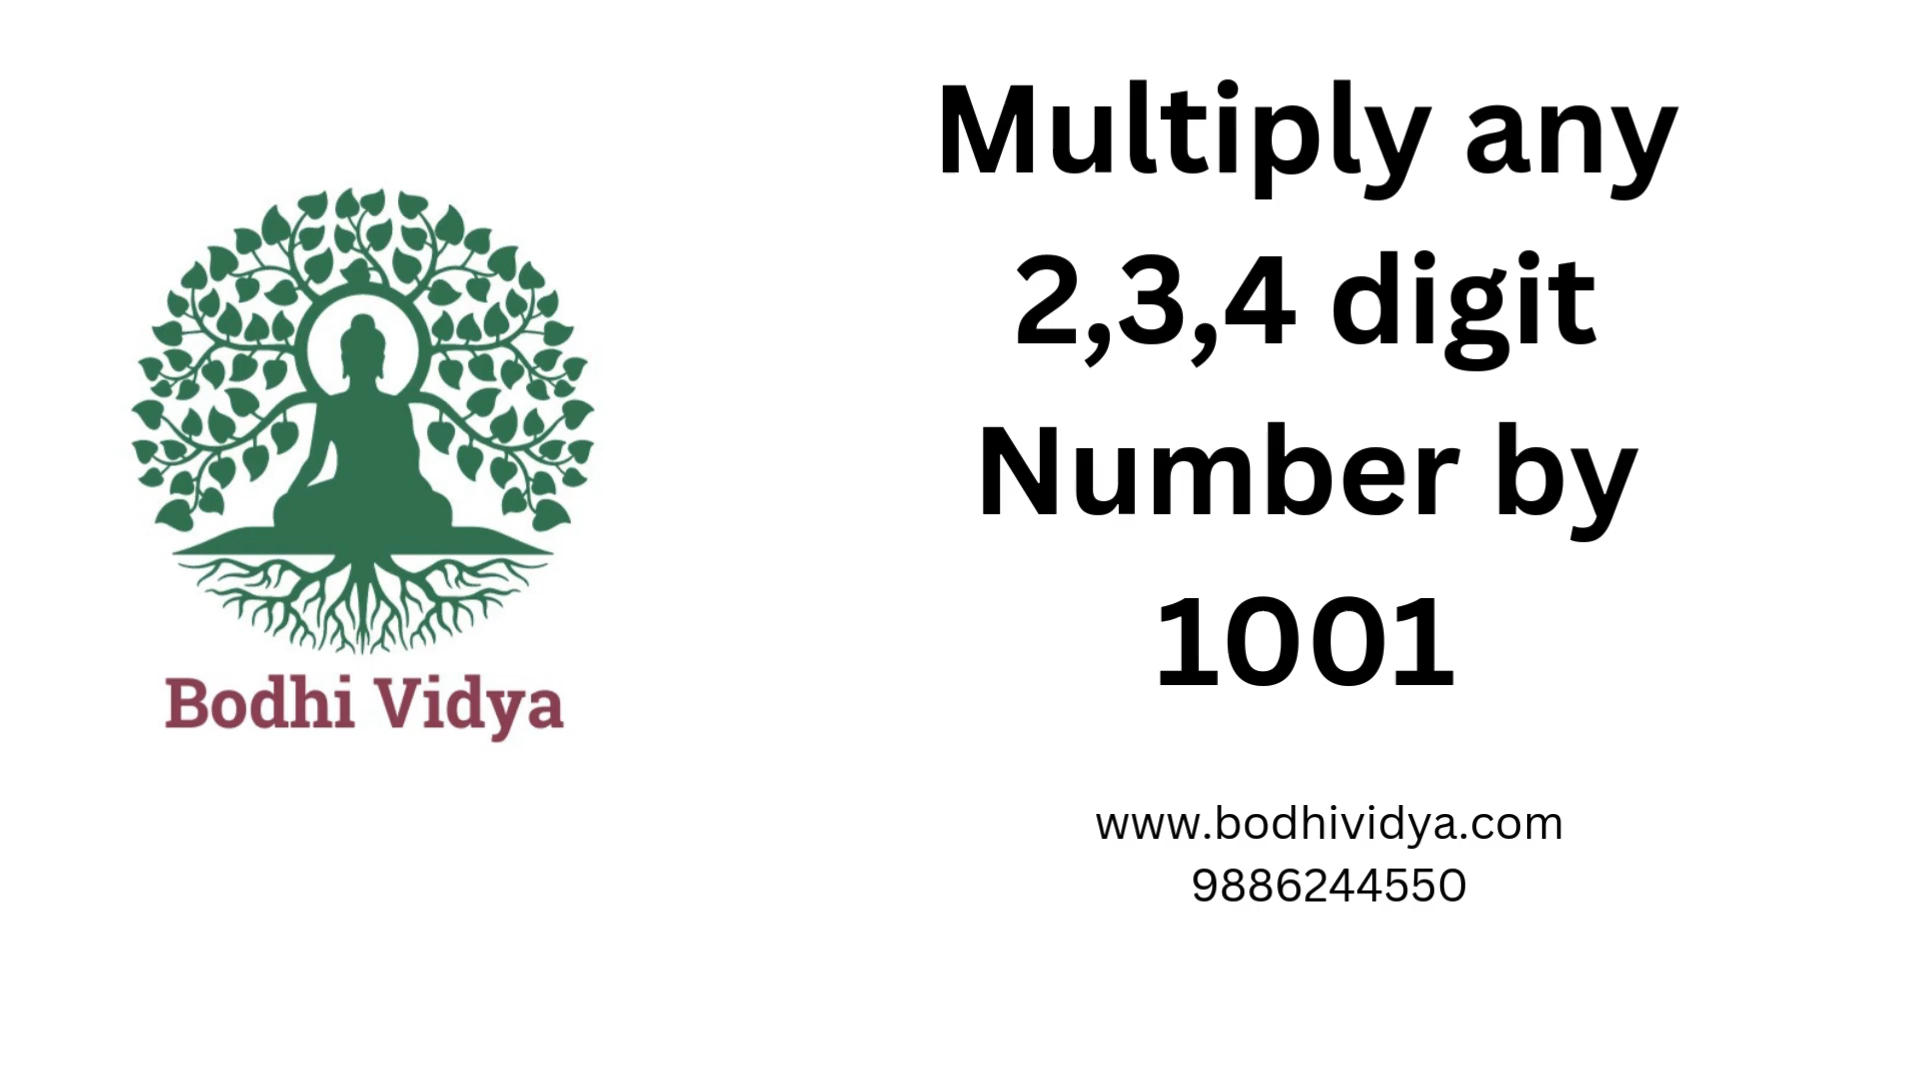 Bodhi Vidya
Multiply any
2,3,4 digit
Number by
1001
www.bodhividya.com
9886244550